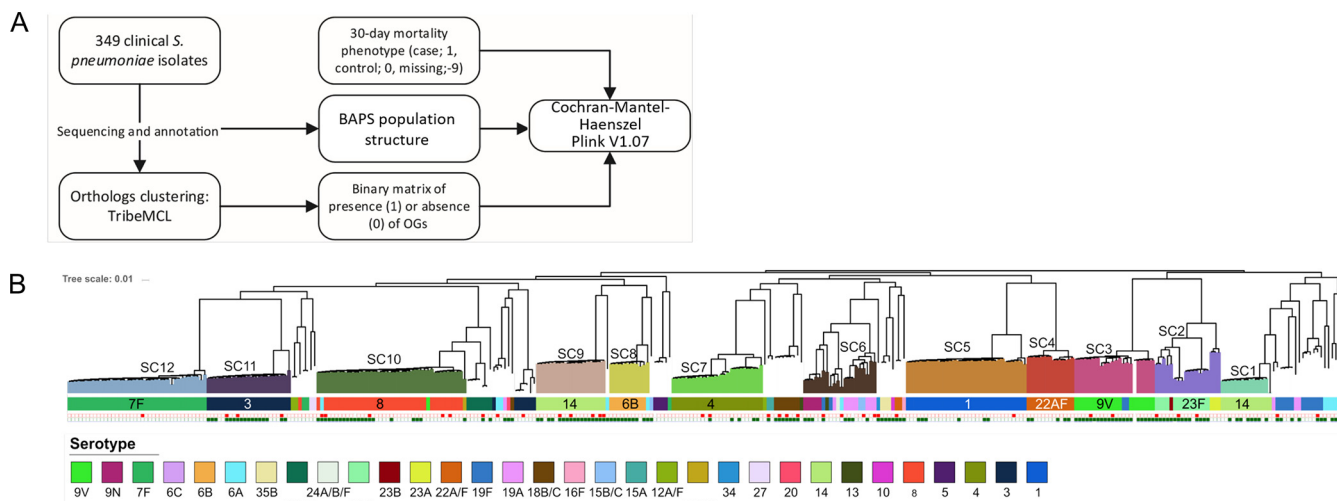 A
349 clinical S.
pneumoniae isolates
30-day mortality
phenotype (case; 1,
control; 0, missing;-9)
Sequencing and annotation
BAPS population
structure
Cochran-Mantel-
Haenszel
Plink V1.07
Orthologs clustering:
TribeMCL
Binary matrix of
presence (1) or absence
(0) of OGs
B
Tree scale: 0.01
SC12 SC11 SC10 SC9 SC8 SC7 SC6 SC5 SC4 SC3 SC2 SC1
7F 3 8 14 6B 4 1 22AF 9V 23F 14
Serotype
9V 9N 7F 6C 6B 6A 35B 24A/B/F 23B 23A 22A/F 19F 19A 18B/C 16F 15B/C 15A 12A/F 34 27 20 14 13 10 8 5 4 3 1